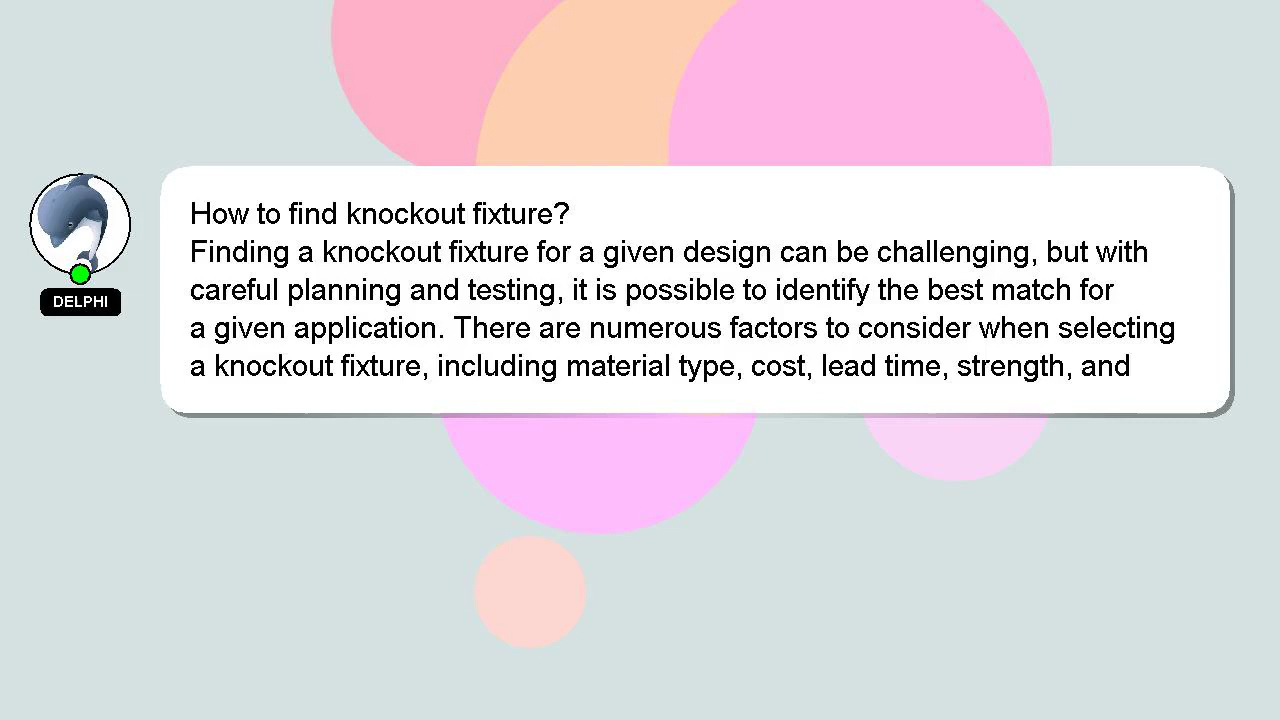 How to find knockout fixture?
Finding a knockout fixture for a given design can be challenging, but with
careful planning and testing, it is possible to identify the best match for
a given application. There are numerous factors to consider when selecting
a knockout fixture, including material type, cost, lead time, strength, and
DELPHI